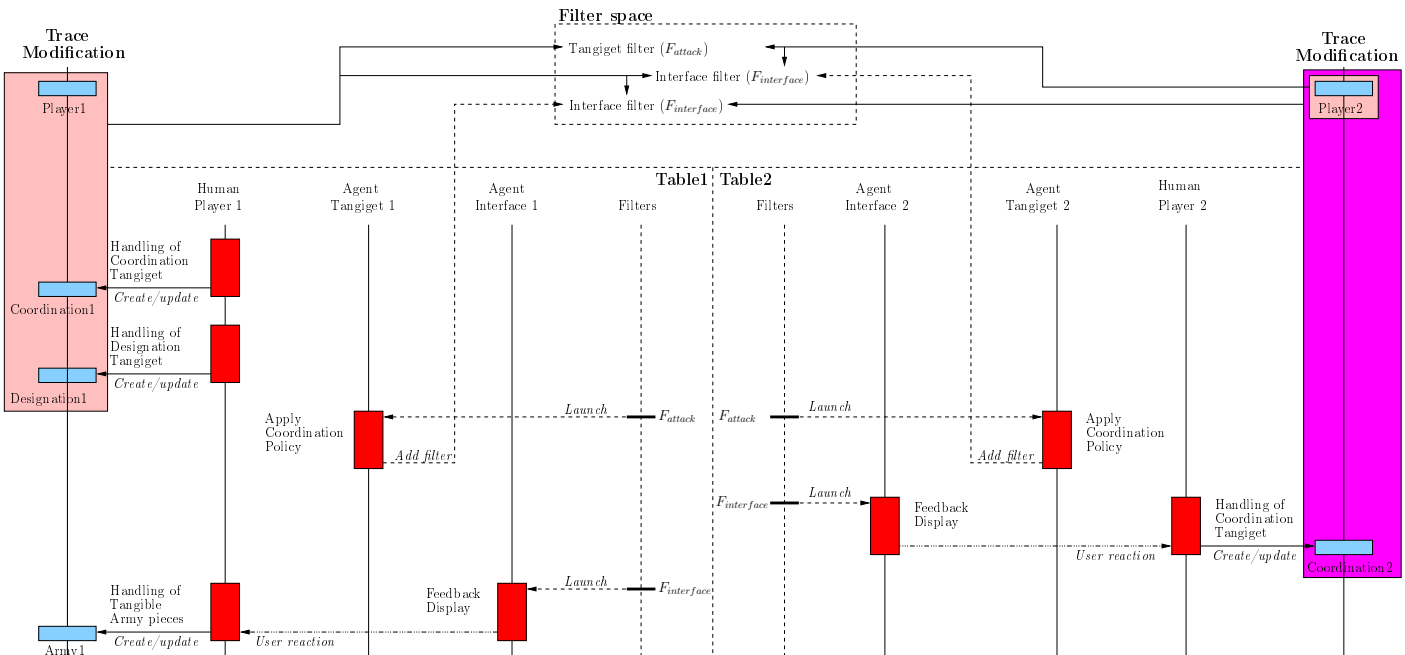 Filter space
Trace
Modification
Trace
Modification
Tangiget filter (F_attack)
Interface filter (F_interface)
Interface filter (F_interface)
Player1
Player2
Table1
Table2
Human
Player 1
Agent
Tangiget 1
Agent
Interface 1
Filters
Filters
Agent
Interface 2
Agent
Tangiget 2
Human
Player 2
Handling of
Coordination
Tangiget
Create/update
Coordination1
Handling of
Designation
Tangiget
Create/update
Designation1
Apply
Coordination
Policy
Launch
F_attack
Add filter
F_attack
Launch
Apply
Coordination
Policy
Add filter
F_interface
Launch
Feedback
Display
User reaction
Handling of
Coordination
Tangiget
Create/update
Coordination2
Handling of
Tangible
Army pieces
Create/update
Army1
Feedback
Display
Launch
F_interface
User reaction